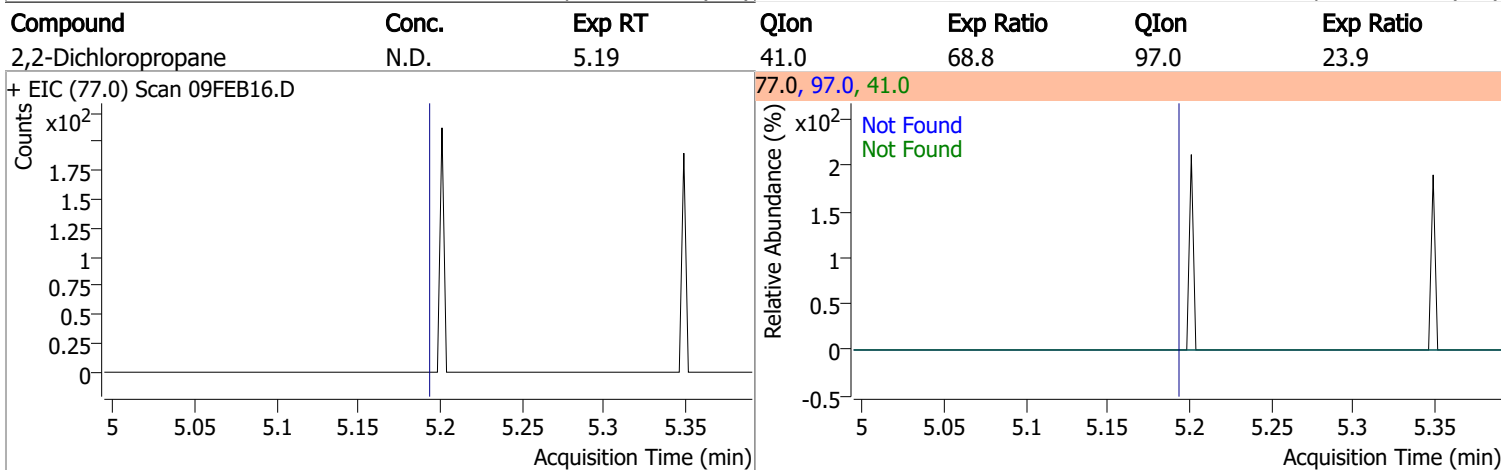 Compound Conc. Exp RT QIon Exp Ratio QIon Exp Ratio
2,2-Dichloropropane N.D. 5.19 41.0 68.8 97.0 23.9
+ EIC (77.0) Scan 09FEB16.D
Counts
x10²
1.75
1.5
1.25
1
0.75
0.5
0.25
0
5 5.05 5.1 5.15 5.2 5.25 5.3 5.35
Acquisition Time (min)
77.0, 97.0, 41.0
Relative Abundance (%)
x10²
Not Found
Not Found
2
1.5
1
0.5
0
-0.5
5 5.05 5.1 5.15 5.2 5.25 5.3 5.35
Acquisition Time (min)